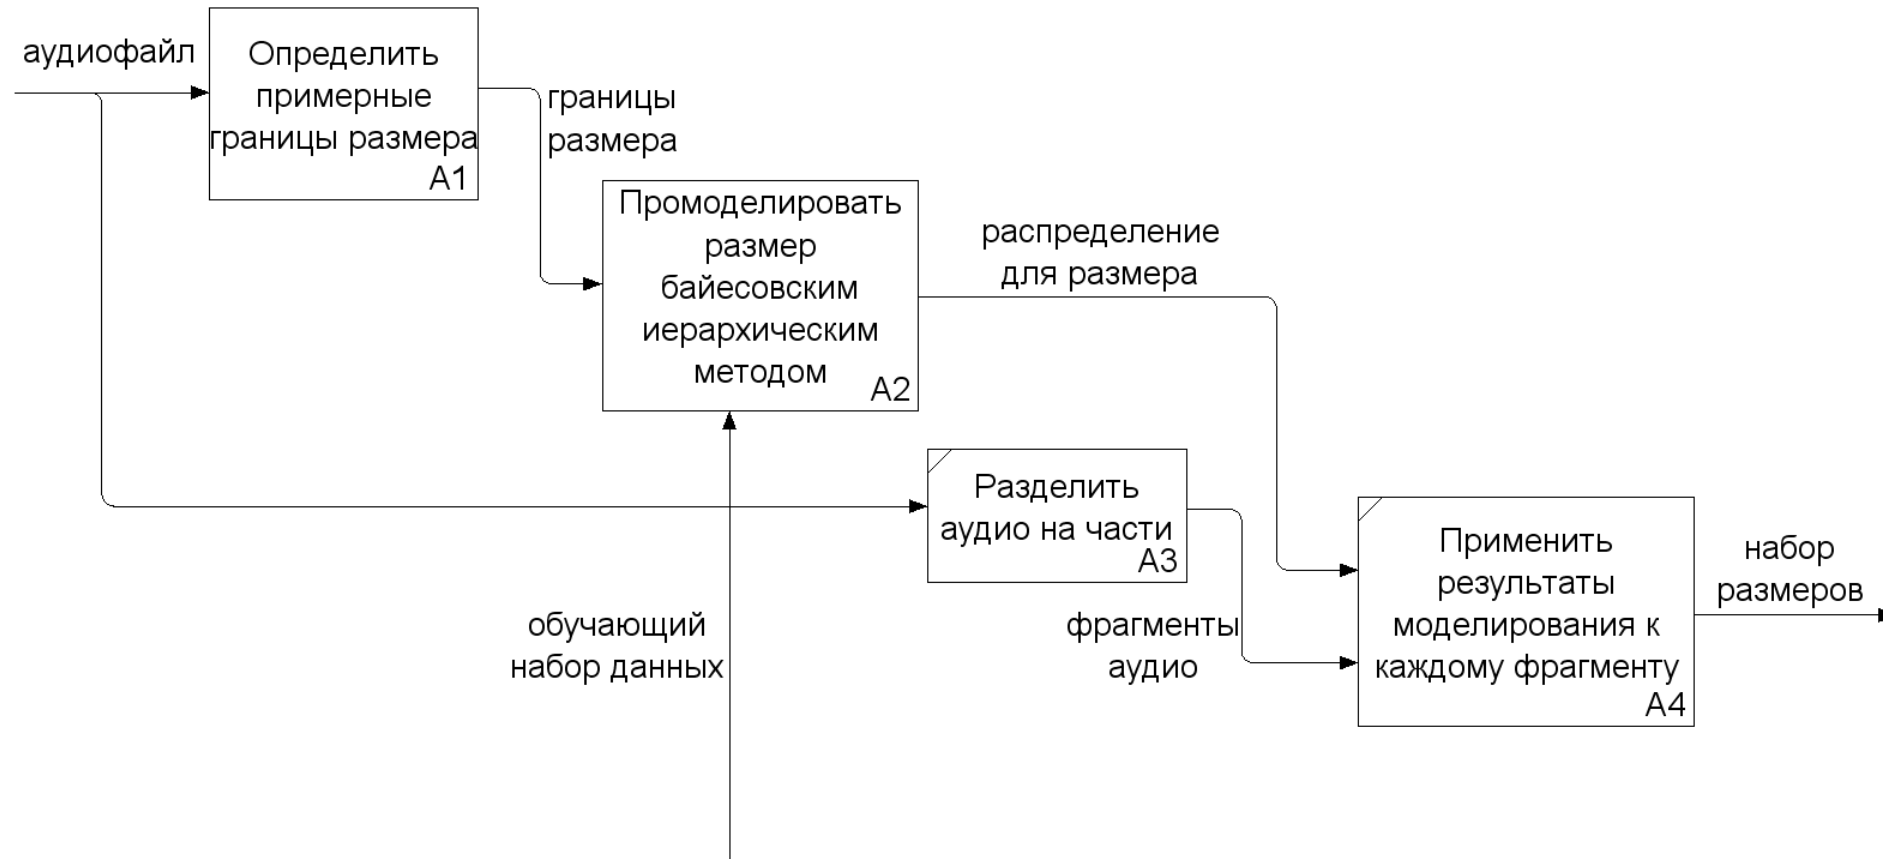 аудиофайл
Определить
примерные
границы размера
A1
границы
размера
Промоделировать
размер
байесовским
иерархическим
методом
A2
распределение
для размера
Разделить
аудио на части
A3
обучающий
набор данных
фрагменты
аудио
Применить
результаты
моделирования к
каждому фрагменту
A4
набор
размеров